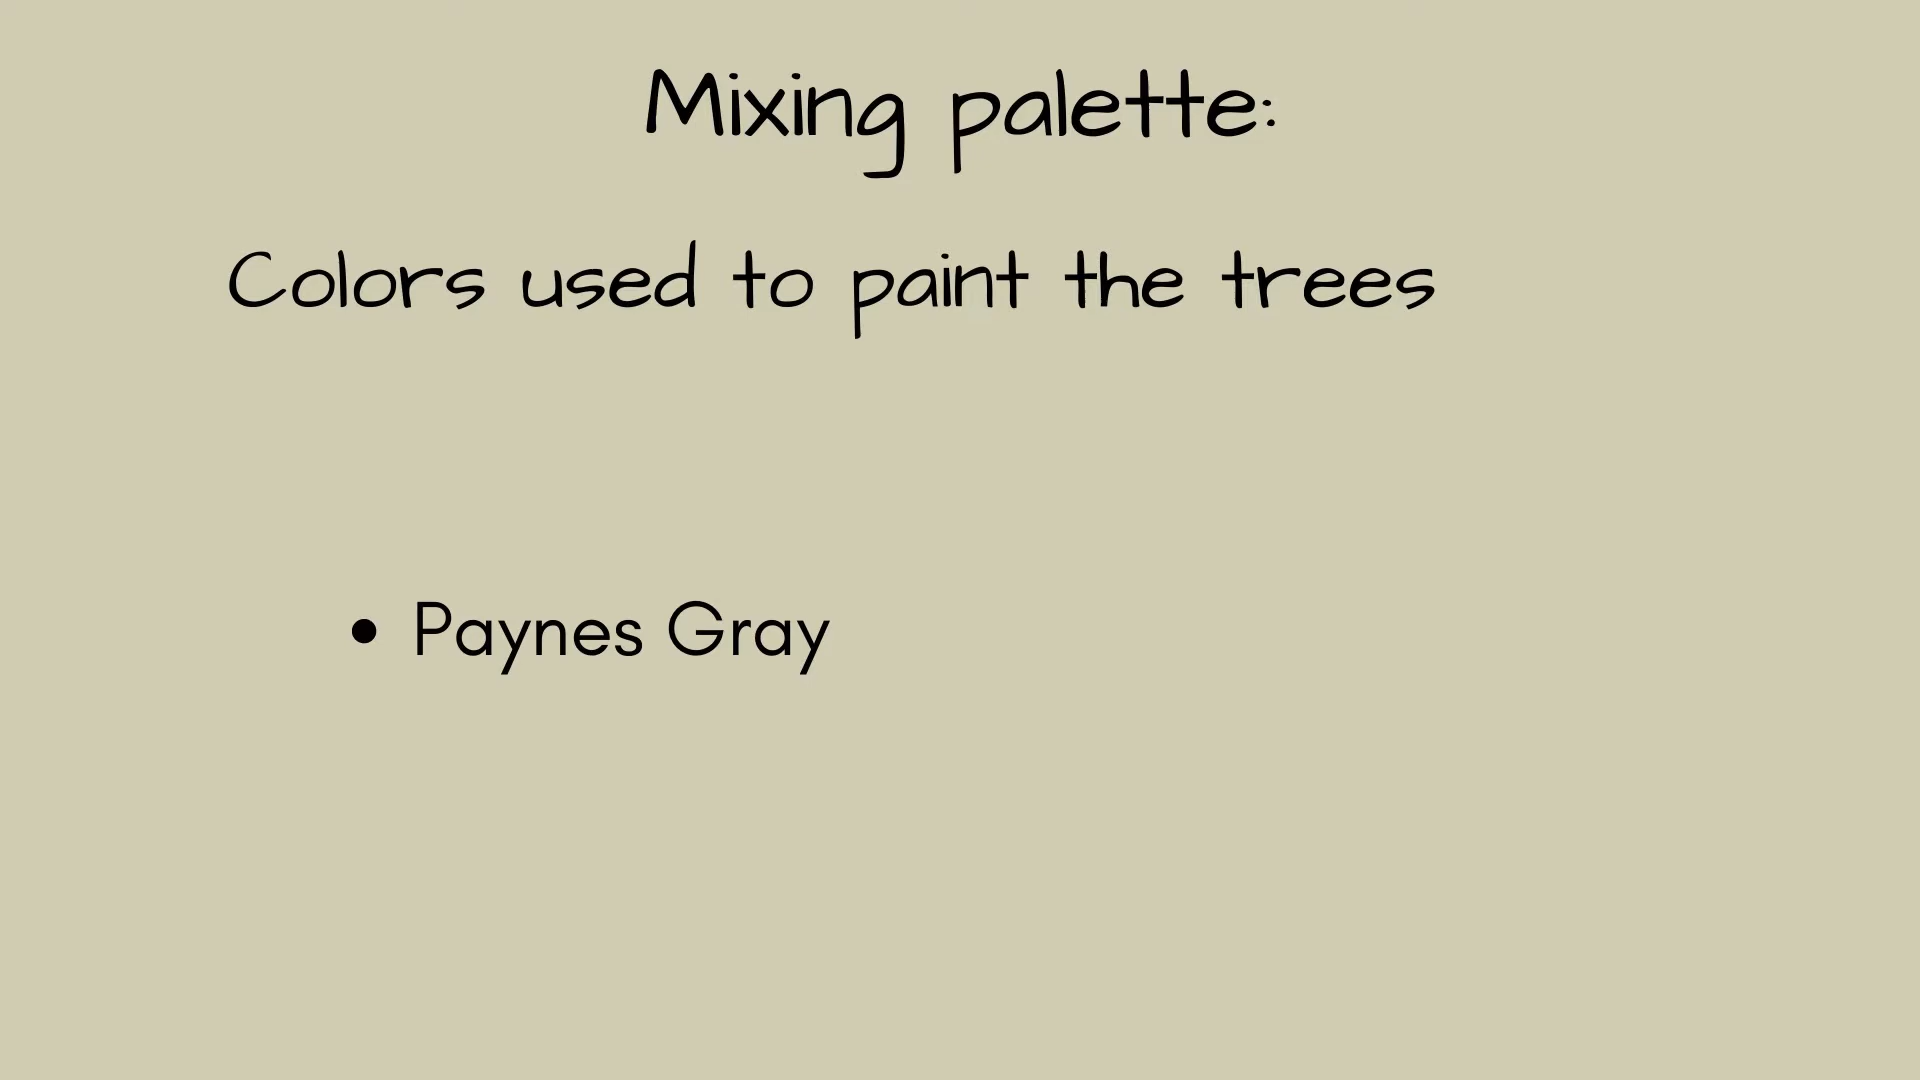 Mixing palette:
Colors used to paint the trees
• Paynes Gray